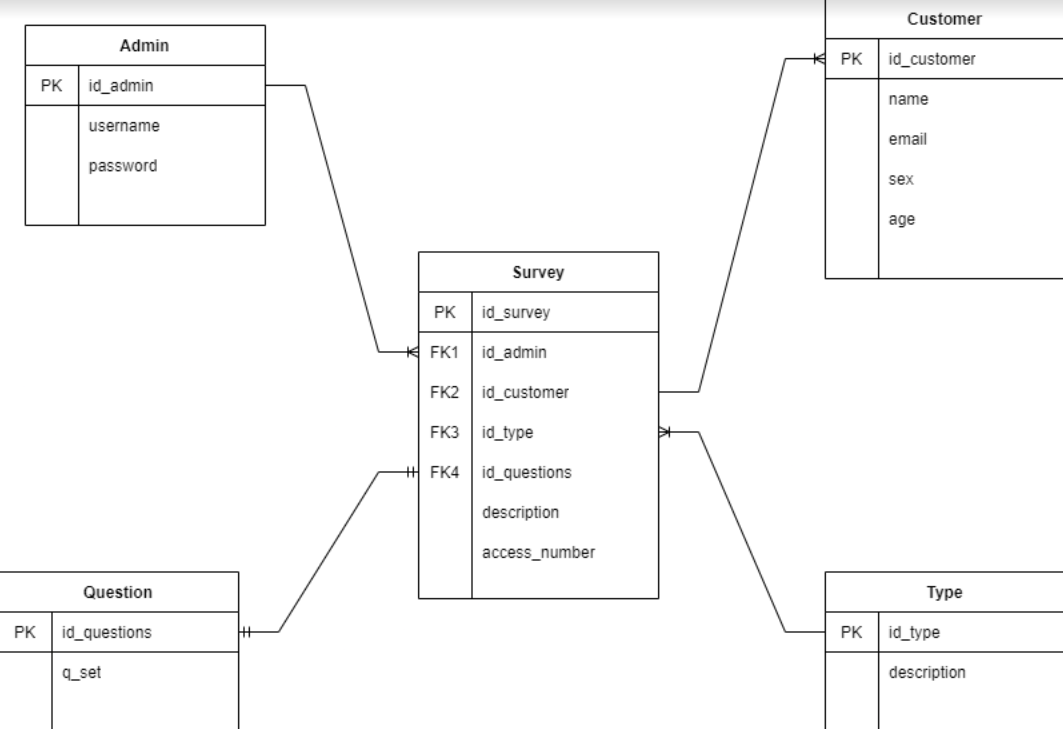 Admin
PK id_admin
username
password
Customer
PK id_customer
name
email
sex
age
Survey
PK id_survey
FK1 id_admin
FK2 id_customer
FK3 id_type
FK4 id_questions
description
access_number
Question
PK id_questions
q_set
Type
PK id_type
description